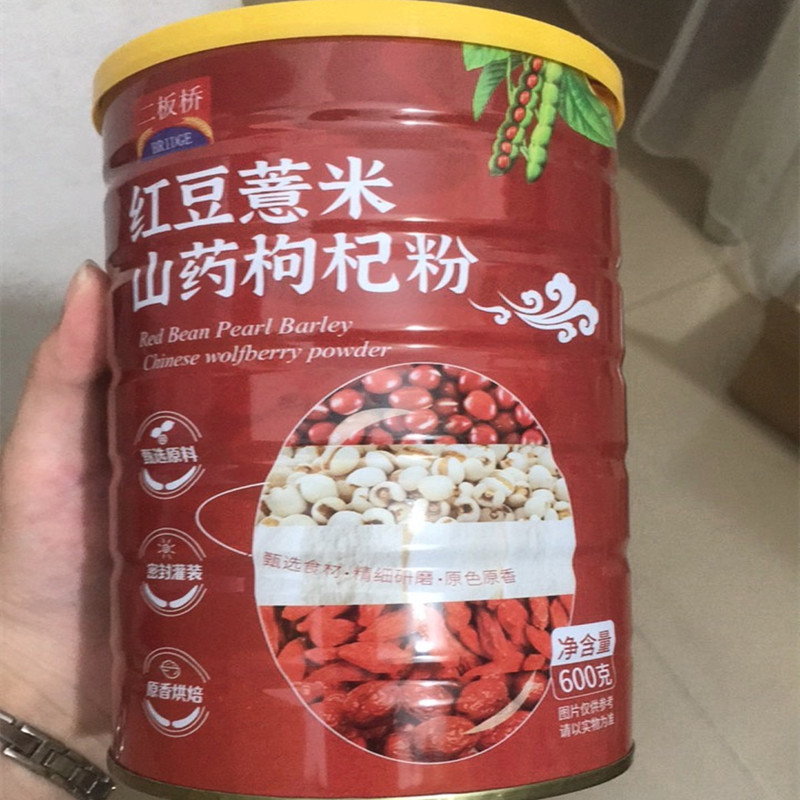 二板桥
BRIDGE
红豆薏米
山药枸杞粉
Red Bean Pearl Barley
Chinese wolfberry powder
甄选原料
甄选食材·精细研磨·原色原香
密封灌装
原香烘焙
净含量
600克
图片仅供参考
请以实物为准